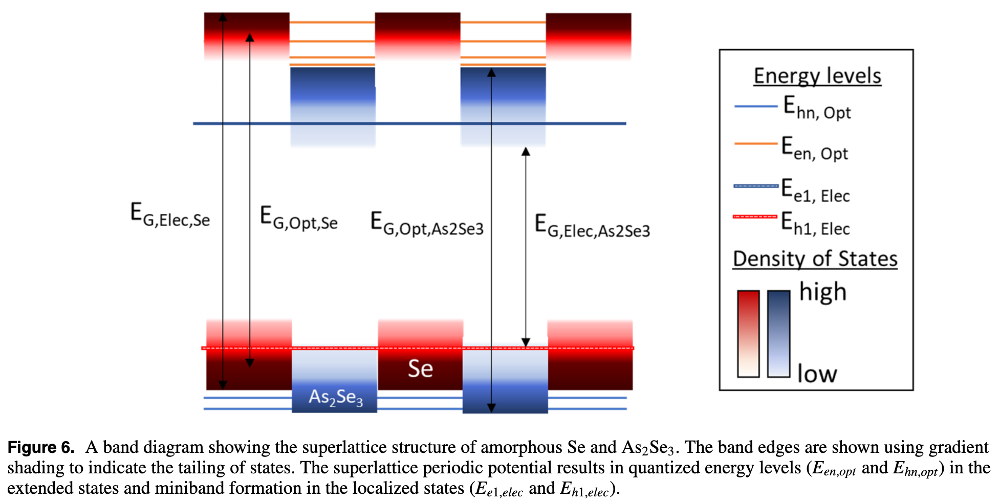 E_G,Elec,Se
E_G,Opt,Se
E_G,Opt,As2Se3
E_G,Elec,As2Se3
Se
As₂Se₃
Energy levels
E_hn, Opt
E_en, Opt
E_e1, Elec
E_h1, Elec
Density of States
high
low
Figure 6. A band diagram showing the superlattice structure of amorphous Se and As₂Se₃. The band edges are shown using gradient
shading to indicate the tailing of states. The superlattice periodic potential results in quantized energy levels (E_en,opt and E_hn,opt) in the
extended states and miniband formation in the localized states (E_e1,elec and E_h1,elec).